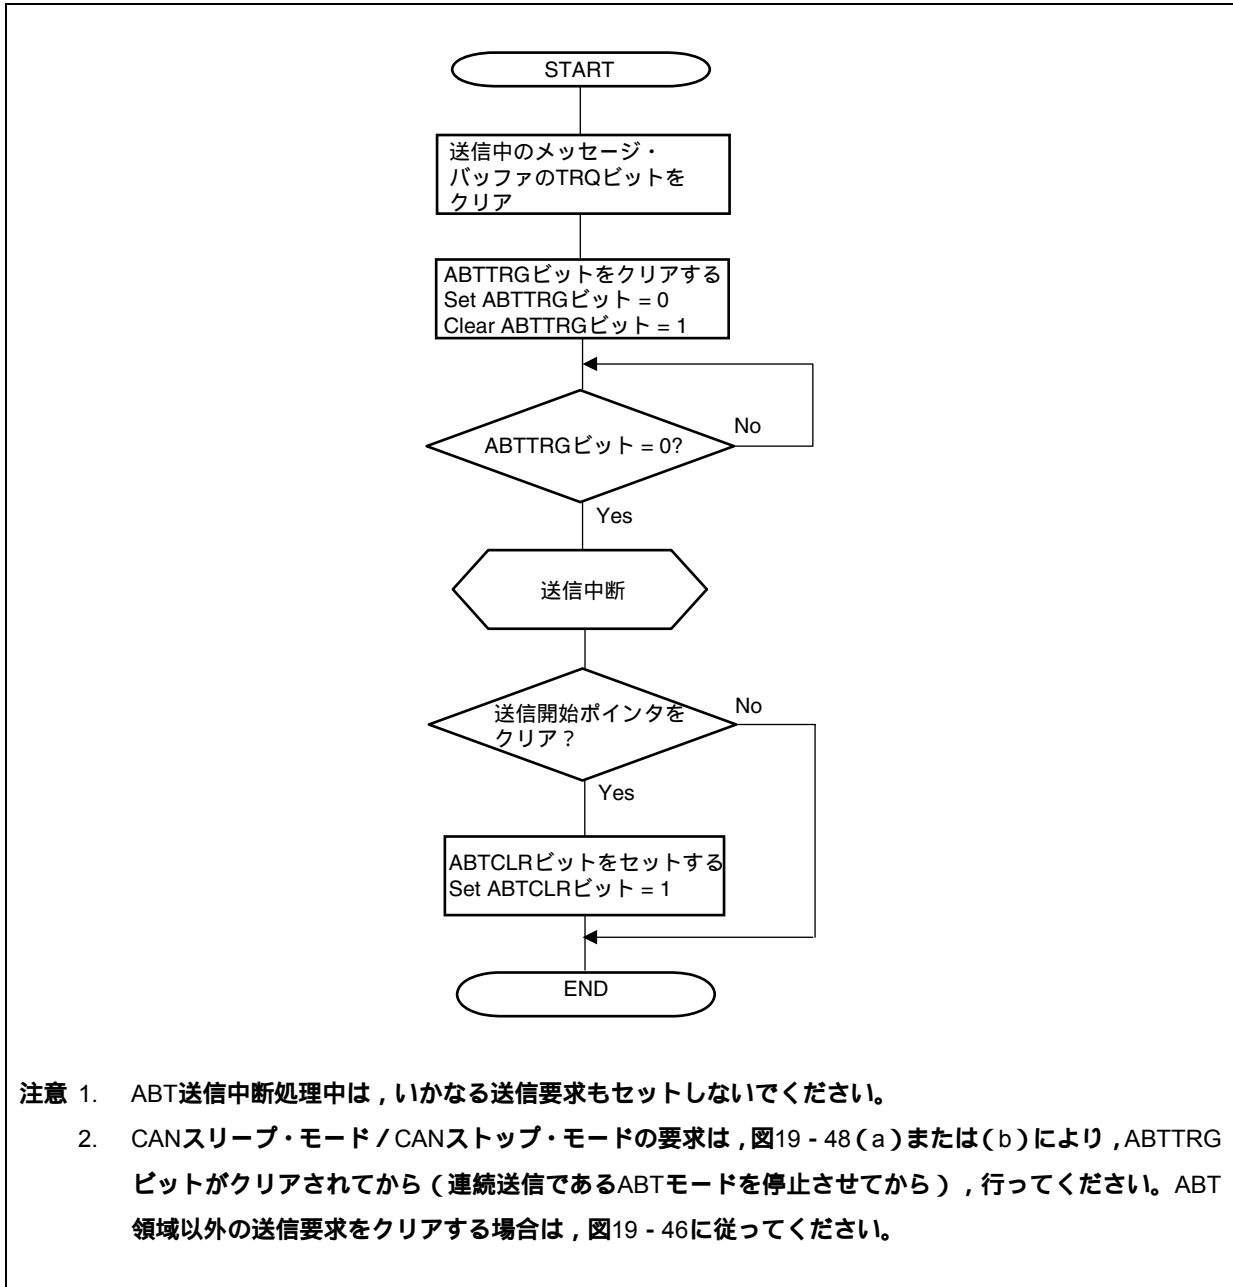 START
送信中のメッセージ・
バッファのTRQビットを
クリア
ABTTRGビットをクリアする
Set ABTTRGビット = 0
Clear ABTTRGビット = 1
ABTTRGビット = 0?
No
Yes
送信中断
送信開始ポインタを
クリア？
No
Yes
ABTCLRビットをセットする
Set ABTCLRビット = 1
END
注意 1. ABT送信中断処理中は，いかなる送信要求もセットしないでください。
2. CANスリープ・モード／CANストップ・モードの要求は，図19 - 48（a）または（b）により，ABTTRG
ビットがクリアされてから（連続送信であるABTモードを停止させてから），行ってください。ABT
領域以外の送信要求をクリアする場合は，図19 - 46に従ってください。